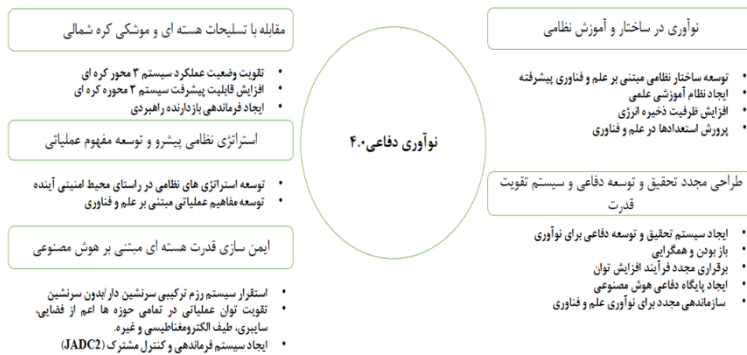 نوآوری در ساختار و آموزش نظامی
توسعه ساختار نظامی مبتنی بر علم و فناوری پیشرفته
ایجاد نظام آموزشی علمی
افزایش ظرفیت ذخیره انرژی
پرورش استعدادها در علم و فناوری
طراحی مجدد تحقیق و توسعه دفاعی و سیستم تقویت
قدرت
ایجاد سیستم تحقیق و توسعه دفاعی برای نوآوری
باز بودن و همگرایی
برقراری مجدد فرآیند افزایش توان
ایجاد پایگاه دفاعی هوش مصنوعی
سازماندهی مجدد برای نوآوری علم و فناوری
نوآوری دفاعی۴.۰
مقابله با تسلیحات هسته ای و موشکی کره شمالی
تقویت وضعیت عملکرد سیستم ۳ محور کره ای
افزایش قابلیت پیشرفت سیستم ۳ محوره کره ای
ایجاد فرماندهی بازدارنده راهبردی
استراتژی نظامی پیشرو و توسعه مفهوم عملیاتی
توسعه استراتژی های نظامی در راستای محیط امنیتی آینده
توسعه مفاهیم عملیاتی مبتنی بر علم و فناوری
ایمن سازی قدرت هسته ای مبتنی بر هوش مصنوعی
استقرار سیستم رزم ترکیبی سرنشین دار/بدون سرنشین
تقویت توان عملیاتی در تمامی حوزه ها اعم از فضایی،
سایبری، طیف الکترومغناطیسی و غیره.
ایجاد سیستم فرماندهی و کنترل مشترک (JADC2)